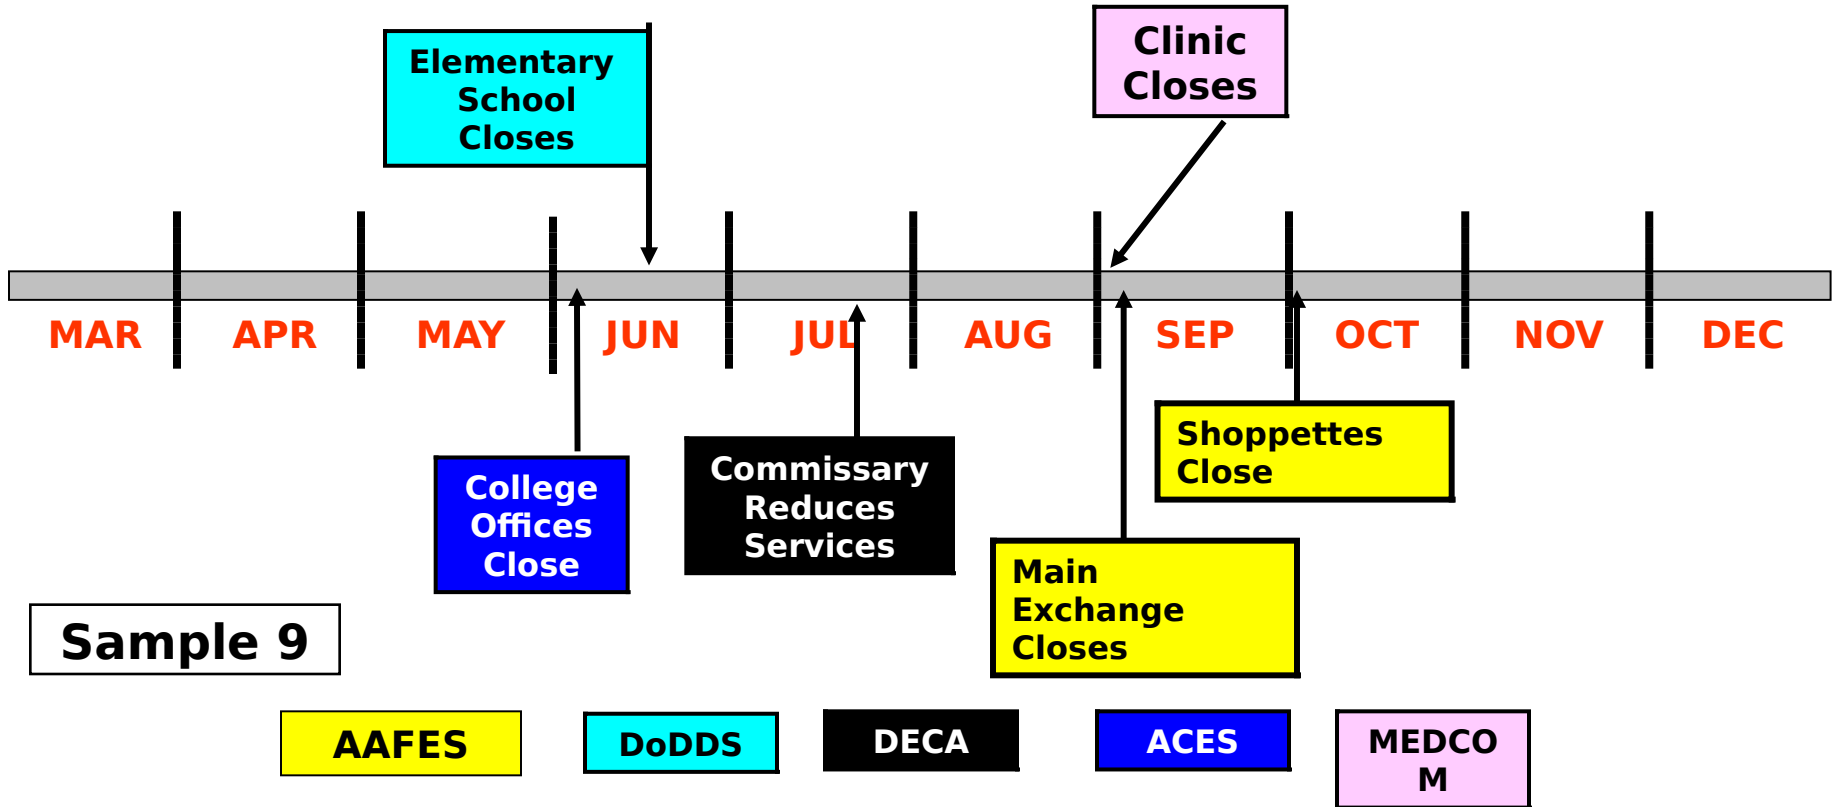 Elementary
School
Closes
Clinic
Closes
MAR APR MAY JUN JUL AUG SEP OCT NOV DEC
College
Offices
Close
Commissary
Reduces
Services
Shoppettes
Close
Main
Exchange
Closes
Sample 9
AAFES
DoDDS
DECA
ACES
MEDCO
M